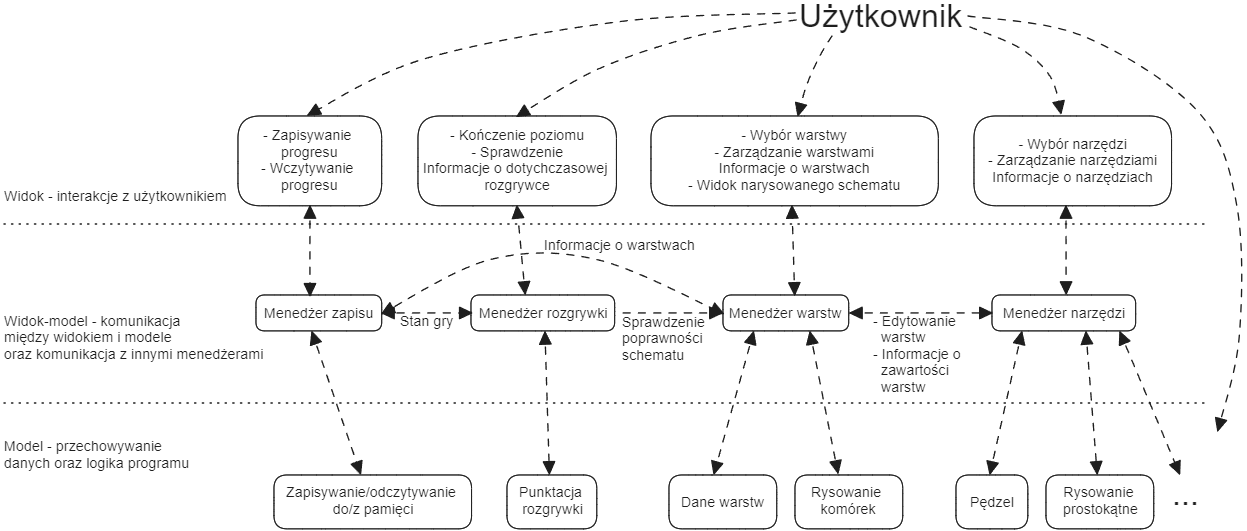 Użytkownik
- Zapisywanie
progresu
- Wczytywanie
progresu
- Kończenie poziomu
- Sprawdzenie
Informacje o dotychczasowej
rozgrywce
- Wybór warstwy
- Zarządzanie warstwami
Informacje o warstwach
- Widok narysowanego schematu
- Wybór narzędzi
- Zarządzanie narzędziami
Informacje o narzędziach
Widok - interakcje z użytkownikiem
Informacje o warstwach
Widok-model - komunikacja
między widokiem i modele
oraz komunikacja z innymi menedżerami
Menedżer zapisu
Stan gry
Menedżer rozgrywki
Sprawdzenie
poprawności
schematu
Menedżer warstw
- Edytowanie
warstw
- Informacje o
zawartości
warstw
Menedżer narzędzi
Model - przechowywanie
danych oraz logika programu
Zapisywanie/odczytywanie
do/z pamięci
Punktacja
rozgrywki
Dane warstw
Rysowanie
komórek
Pędzel
Rysowanie
prostokątne
...